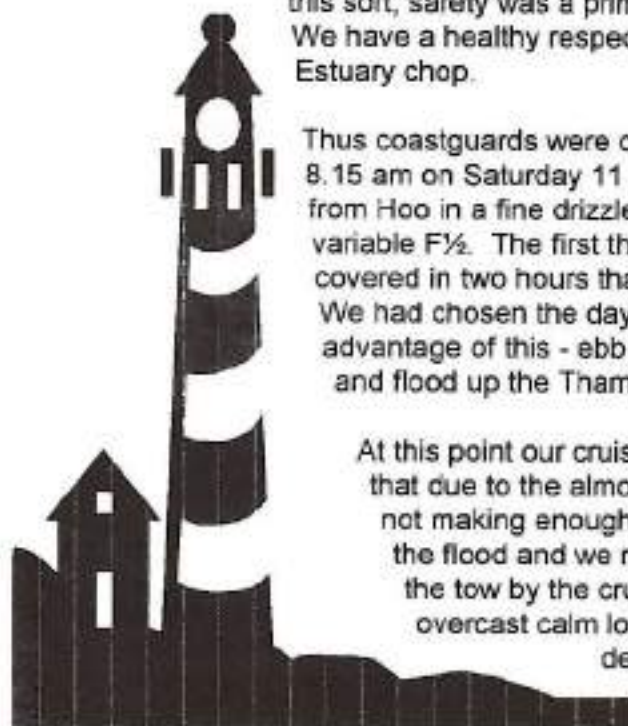 this sort, safety was a prim
We have a healthy respec
Estuary chop.
Thus coastguards were
8.15 am on Saturday 11
from Hoo in a fine drizzle
variable F½. The first th
covered in two hours tha
We had chosen the day
advantage of this - ebb
and flood up the Tham
At this point our cruis
that due to the almo
not making enough
the flood and we
the tow by the cru
overcast calm lo
de